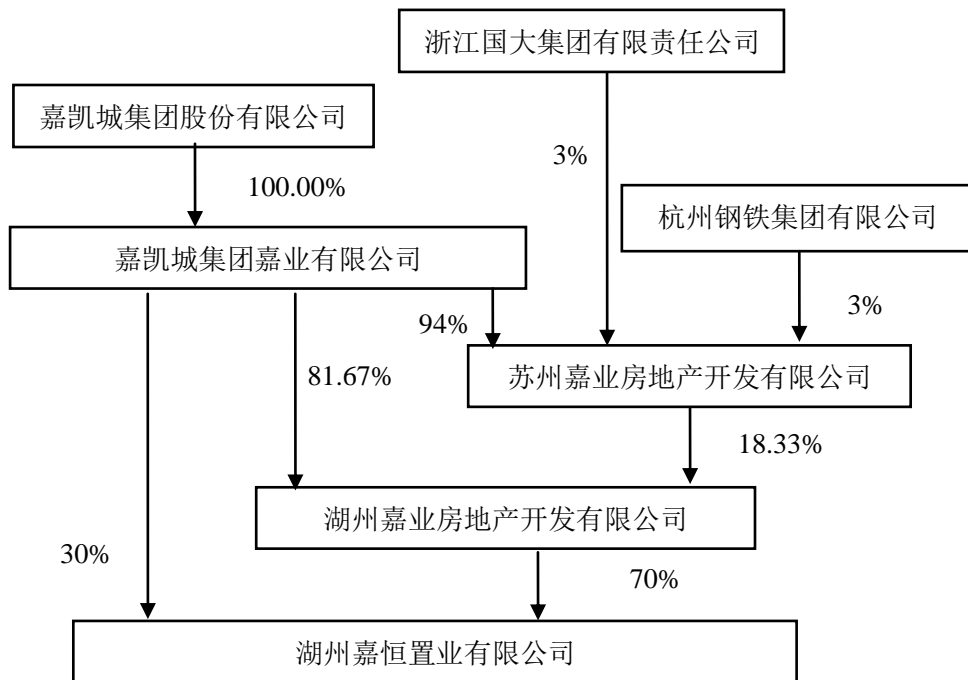 浙江国大集团有限责任公司
嘉凯城集团股份有限公司
3%
100.00%
杭州钢铁集团有限公司
嘉凯城集团嘉业有限公司
94%
3%
81.67%
苏州嘉业房地产开发有限公司
18.33%
湖州嘉业房地产开发有限公司
30%
70%
湖州嘉恒置业有限公司